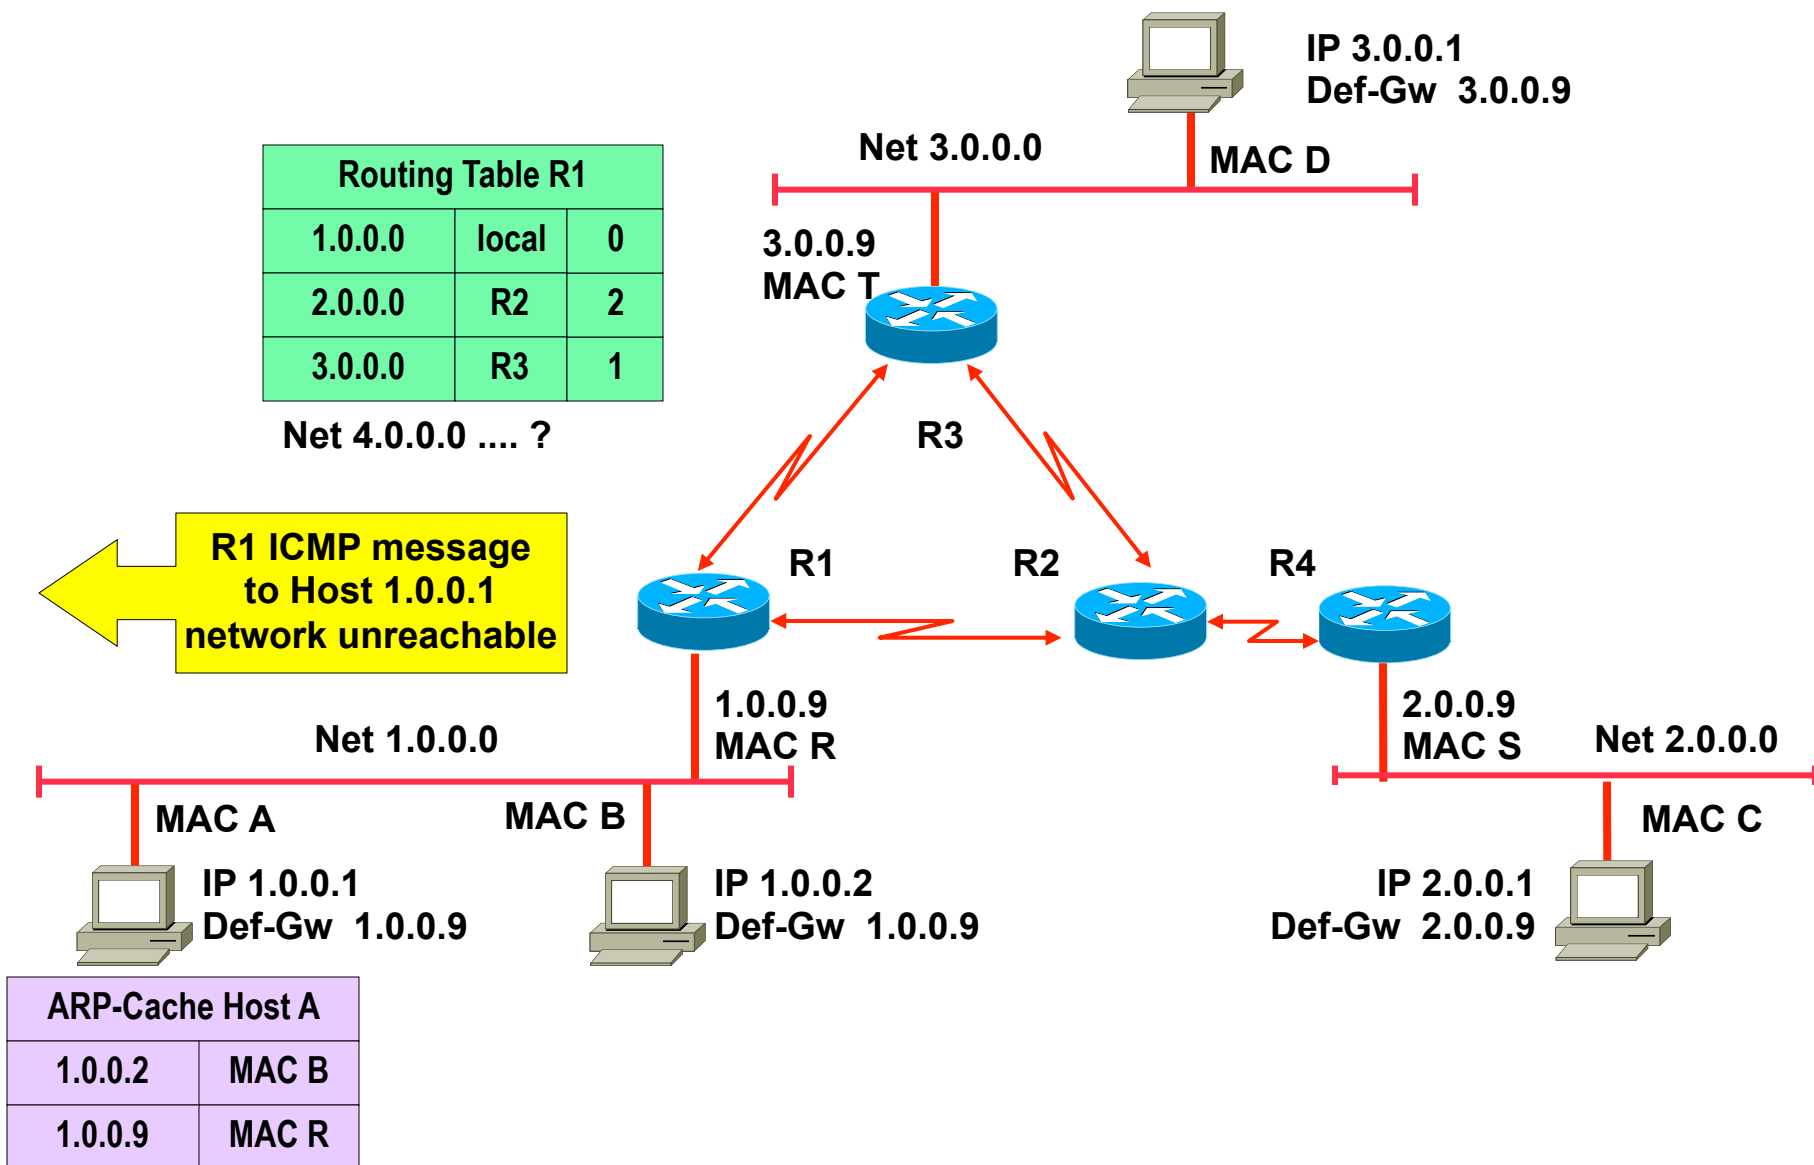 IP 3.0.0.1
Def-Gw  3.0.0.9
Net 3.0.0.0
MAC D
Routing Table R1
1.0.0.0 local 0
2.0.0.0 R2 2
3.0.0.0 R3 1
Net 4.0.0.0 .... ?
3.0.0.9
MAC T
R3
R1 ICMP message
to Host 1.0.0.1
network unreachable
R1
R2
R4
1.0.0.9
MAC R
Net 1.0.0.0
2.0.0.9
MAC S
Net 2.0.0.0
MAC A
MAC B
MAC C
IP 1.0.0.1
Def-Gw  1.0.0.9
IP 1.0.0.2
Def-Gw  1.0.0.9
IP 2.0.0.1
Def-Gw  2.0.0.9
ARP-Cache Host A
1.0.0.2 MAC B
1.0.0.9 MAC R